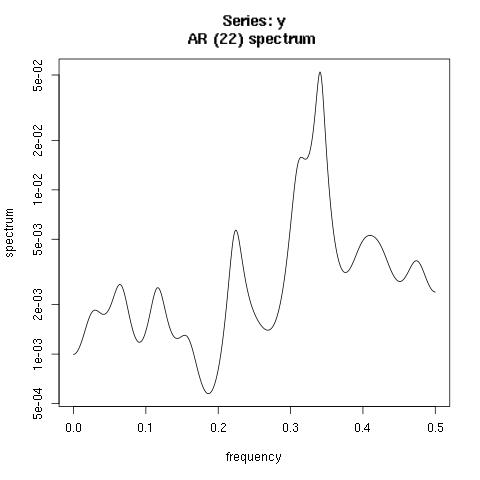 Series: y
AR (22) spectrum
5e-02
2e-02
1e-02
5e-03
2e-03
1e-03
5e-04
spectrum
0.0 0.1 0.2 0.3 0.4 0.5
frequency